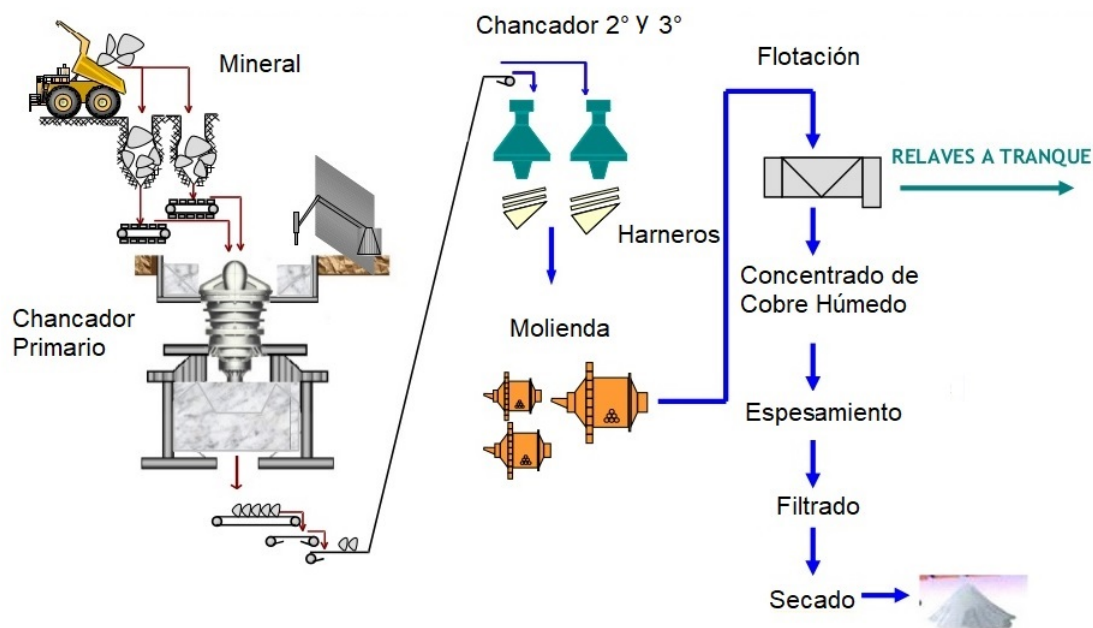 Mineral
Chancador
Primario
Chancador 2° y 3°
Harneros
Molienda
Flotación
RELAVES A TRANQUE
Concentrado de
Cobre Húmedo
Espesamiento
Filtrado
Secado